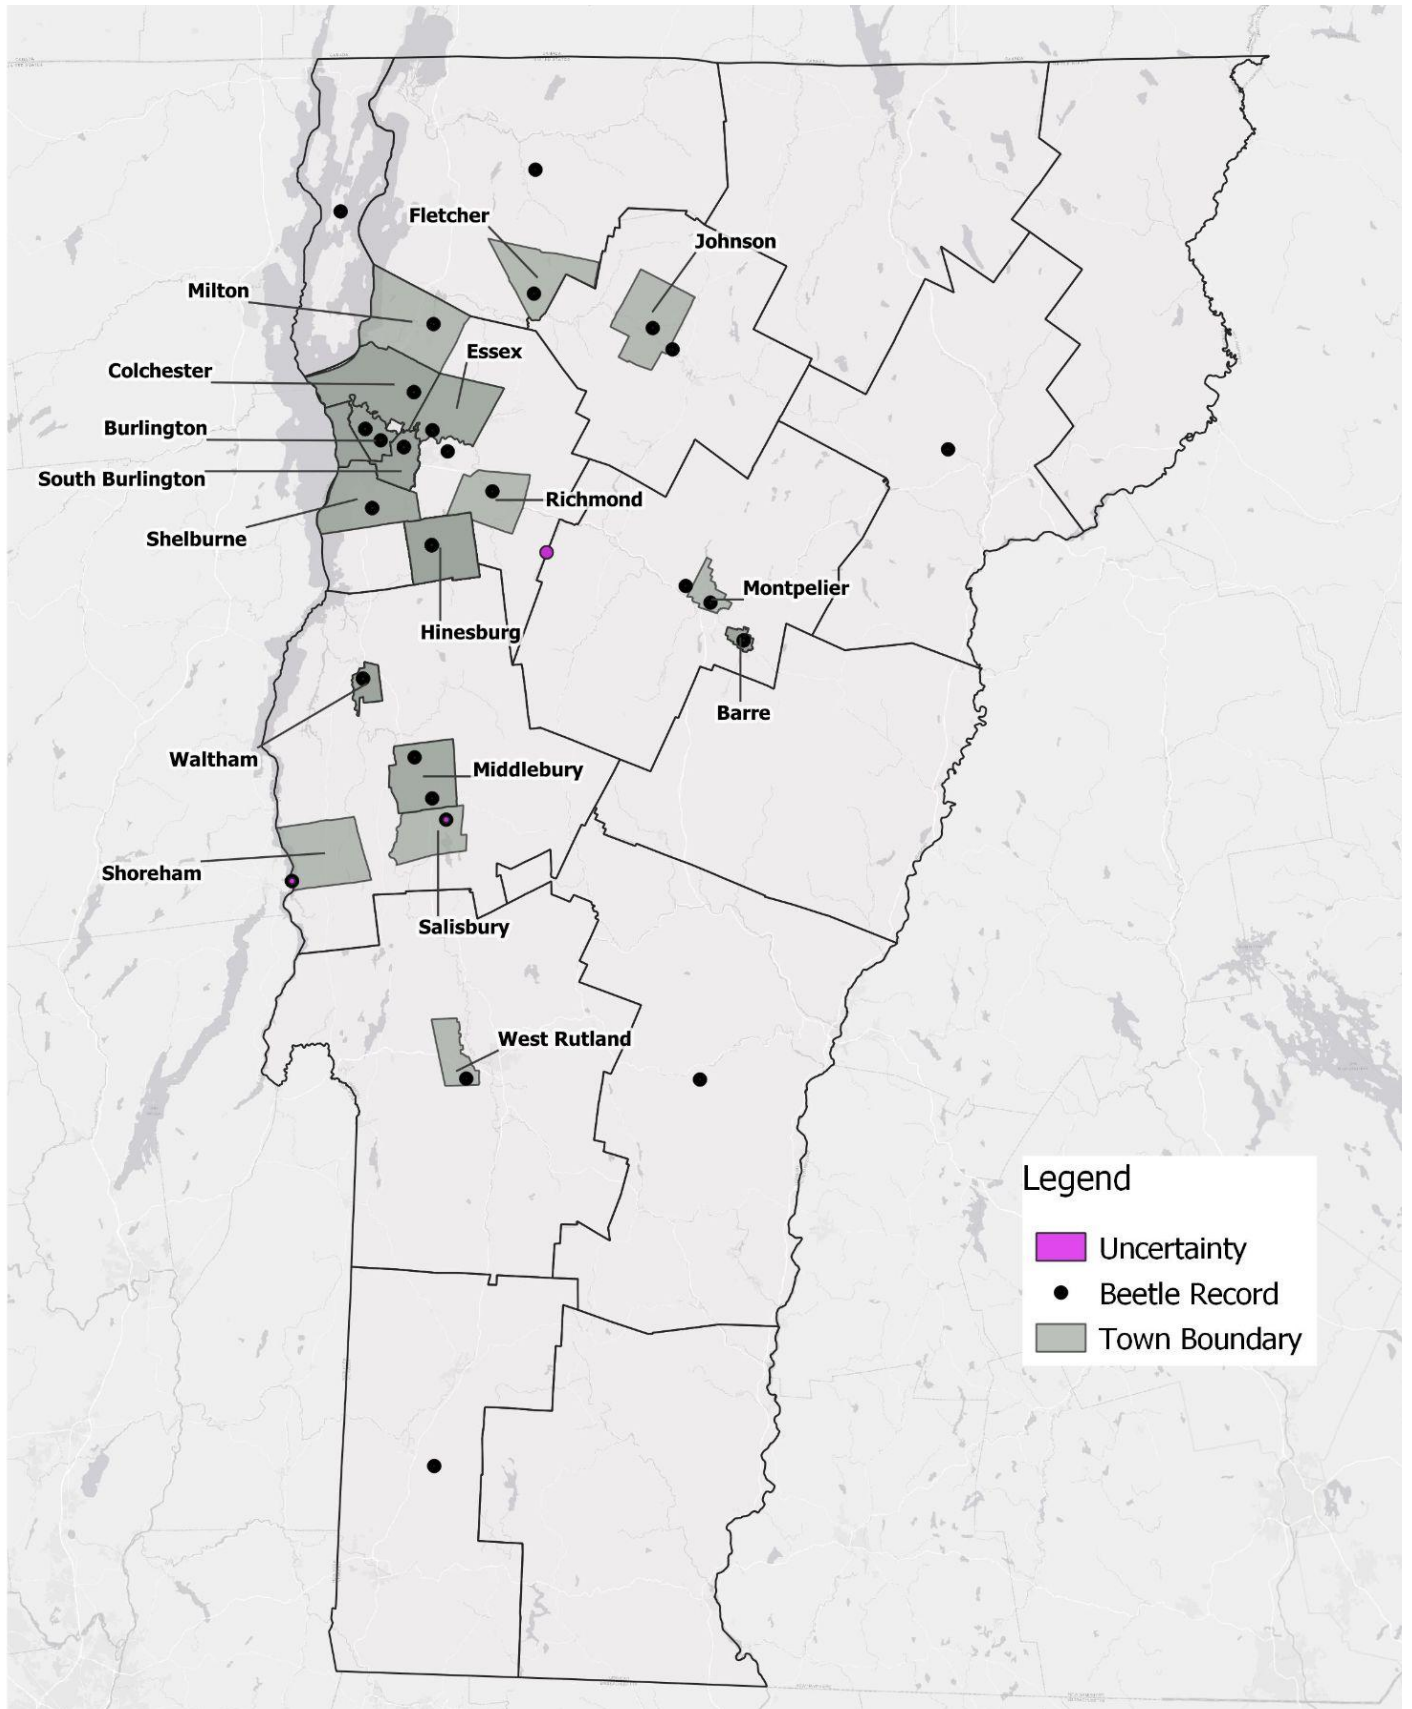 Fletcher
Johnson
Milton
Essex
Colchester
Burlington
South Burlington
Richmond
Shelburne
Montpelier
Hinesburg
Barre
Waltham
Middlebury
Shoreham
Salisbury
West Rutland
Legend
Uncertainty
Beetle Record
Town Boundary